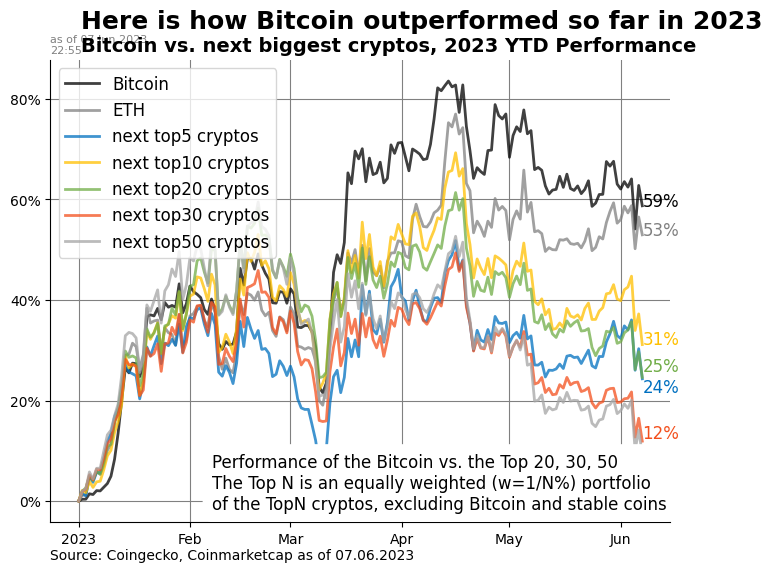 Here is how Bitcoin outperformed so far in 2023
as of 07 Jun 2023
22:55
Bitcoin vs. next biggest cryptos, 2023 YTD Performance
Bitcoin
ETH
next top5 cryptos
next top10 cryptos
next top20 cryptos
next top30 cryptos
next top50 cryptos
80%
60%
40%
20%
0%
59%
53%
31%
25%
24%
12%
Performance of the Bitcoin vs. the Top 20, 30, 50
The Top N is an equally weighted (w=1/N%) portfolio
of the TopN cryptos, excluding Bitcoin and stable coins
2023
Feb
Mar
Apr
May
Jun
Source: Coingecko, Coinmarketcap as of 07.06.2023